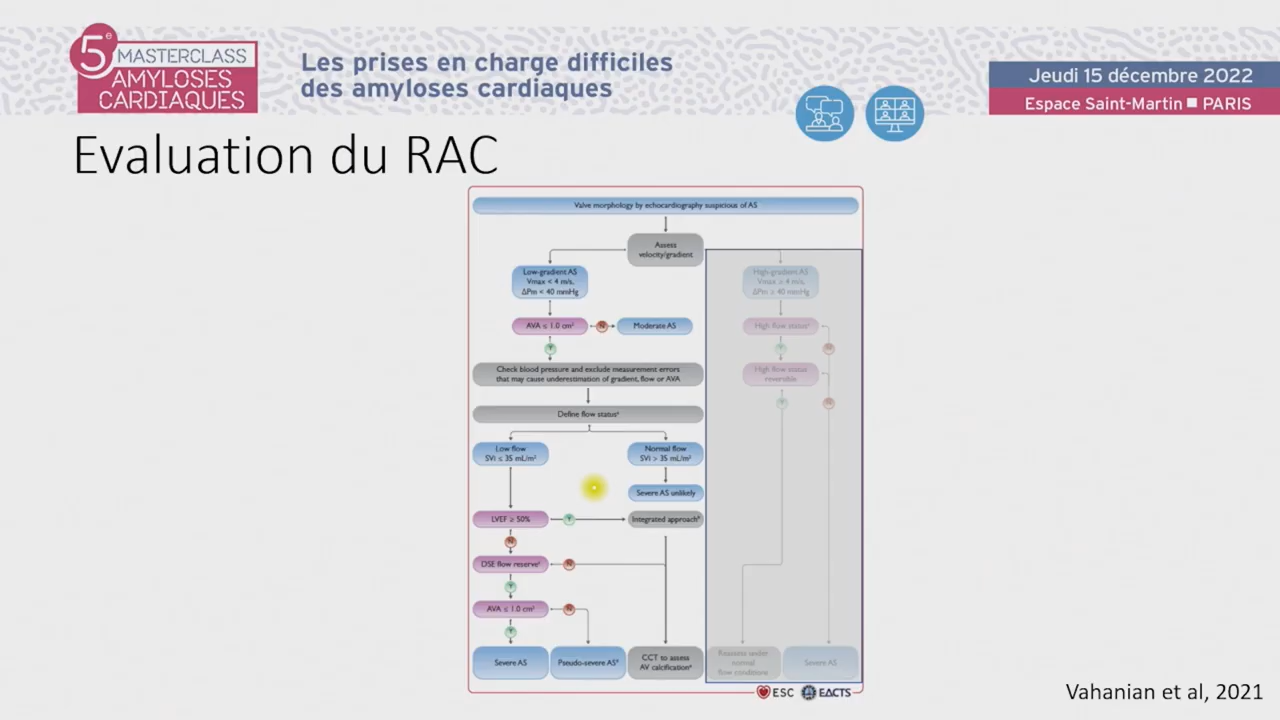 5e
MASTERCLASS
AMYLOSES
CARDIAQUES
Les prises en charge difficiles
des amyloses cardiaques
Jeudi 15 décembre 2022
Espace Saint-Martin ■ PARIS
Evaluation du RAC
Valve morphology by echocardiography suspicious of AS
Assess
velocity/gradient
Low-gradient AS
Vmax < 4 m/s,
ΔPm < 40 mmHg
High-gradient AS
Vmax ≥ 4 m/s,
ΔPm ≥ 40 mmHg
AVA ≤ 1.0 cm²
N
Moderate AS
High flow status
Y
Y
N
Check blood pressure and exclude measurement errors
that may cause underestimation of gradient, flow or AVA
High flow status
reversible
Y
N
Define flow status
Low flow
SVi ≤ 35 mL/m²
Normal flow
SVi > 35 mL/m²
Severe AS unlikely
LVEF ≥ 50%
Y
Integrated approach
N
DSE flow reserve
N
Y
AVA ≤ 1.0 cm²
N
Y
Severe AS
Pseudo-severe AS
CCT to assess
AV calcification
Reassess under
normal
flow conditions
Severe AS
ESC
EACTS
Vahanian et al, 2021